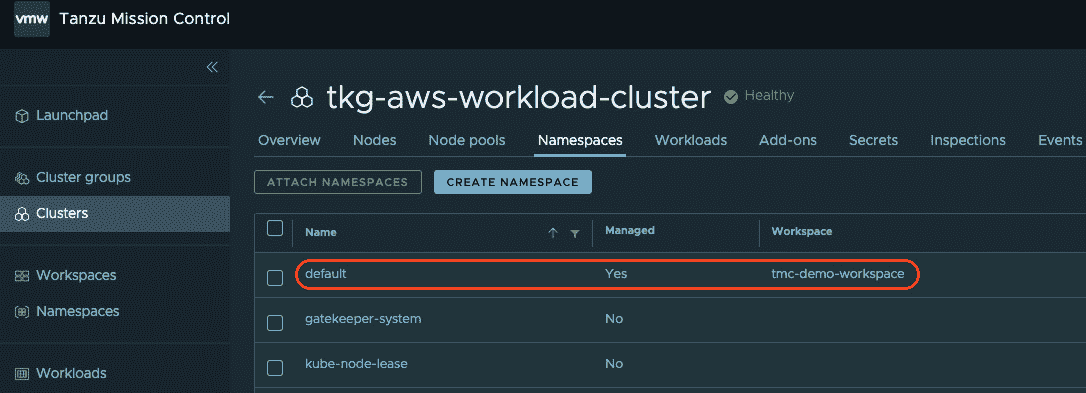 vmw Tanzu Mission Control
Launchpad
Cluster groups
Clusters
Workspaces
Namespaces
Workloads
tkg-aws-workload-cluster Healthy
Overview Nodes Node pools Namespaces Workloads Add-ons Secrets Inspections Events
ATTACH NAMESPACES CREATE NAMESPACE
Name Managed Workspace
default Yes tmc-demo-workspace
gatekeeper-system No
kube-node-lease No